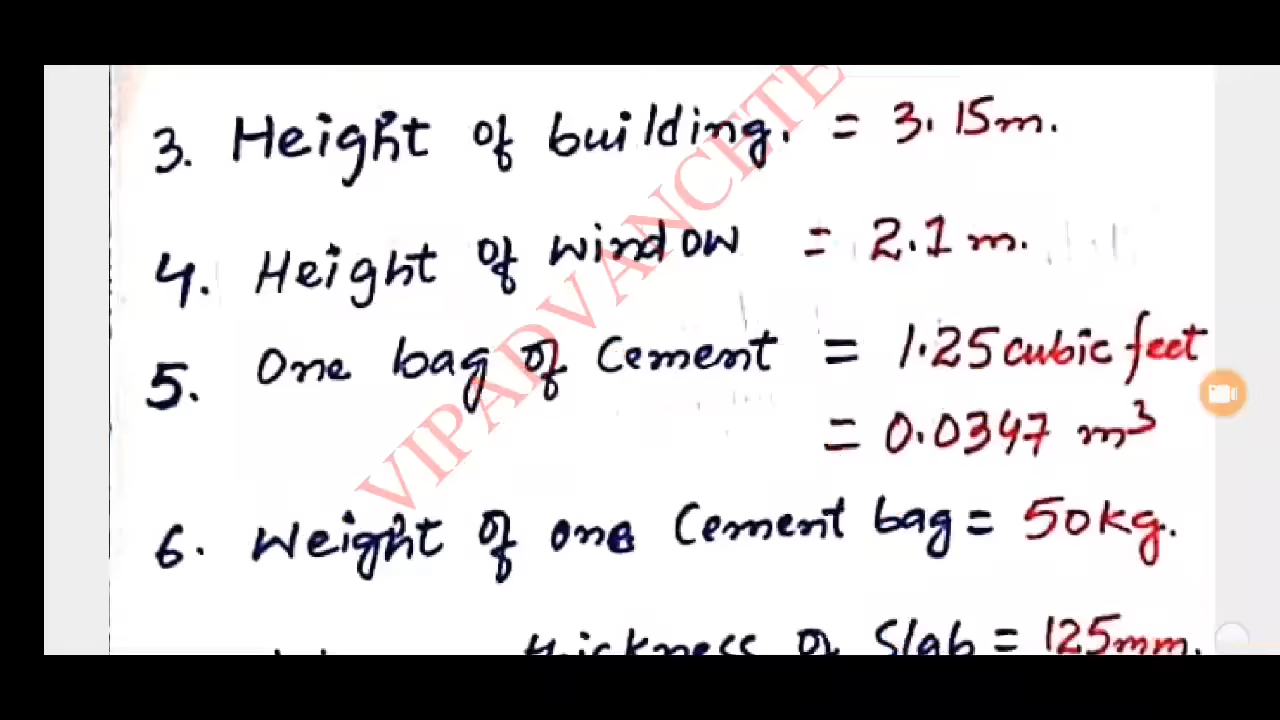 3. Height of building. = 3.15m.
4. Height of window = 2.1 m.
5. One bag of Cement = 1.25 cubic feet
= 0.0347 m³
6. Weight of one Cement bag = 50kg.
thickness of Slab = 125mm.
VIPADVANCETE